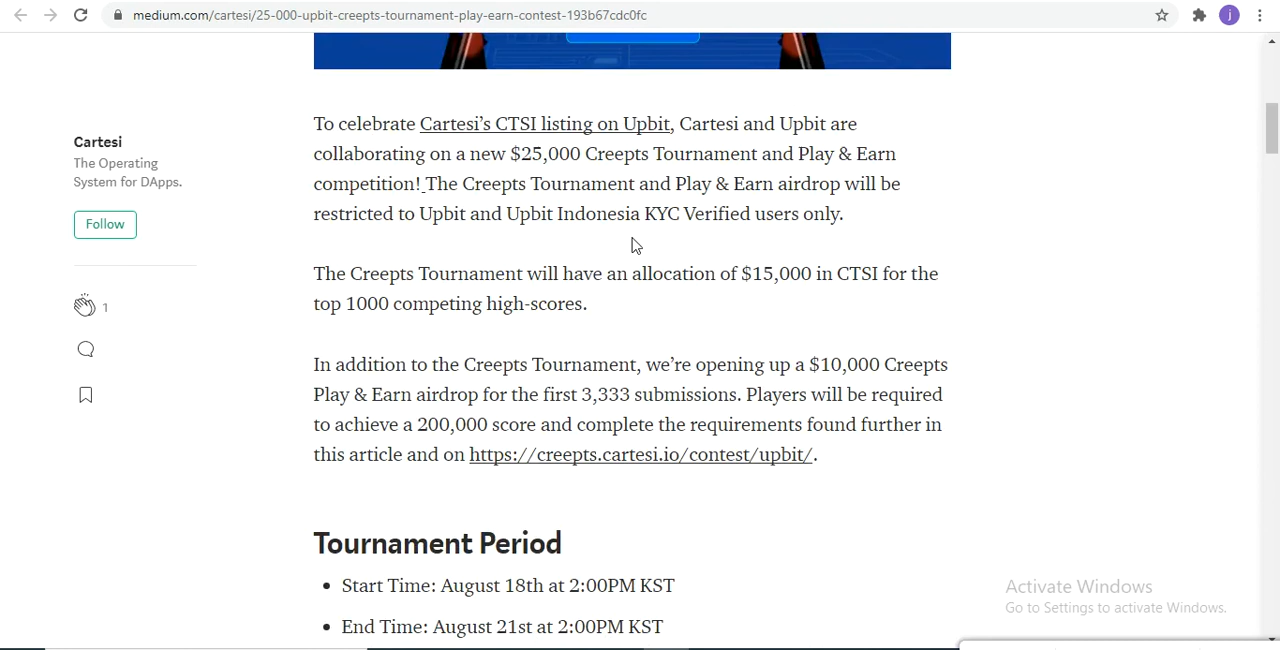 medium.com/cartesi/25-000-upbit-creepts-tournament-play-earn-contest-193b67cdc0fc
j
To celebrate Cartesi’s CTSI listing on Upbit, Cartesi and Upbit are
collaborating on a new $25,000 Creepts Tournament and Play & Earn
competition! The Creepts Tournament and Play & Earn airdrop will be
restricted to Upbit and Upbit Indonesia KYC Verified users only.
Cartesi
The Operating
System for DApps.
Follow
1
The Creepts Tournament will have an allocation of $15,000 in CTSI for the
top 1000 competing high-scores.
In addition to the Creepts Tournament, we’re opening up a $10,000 Creepts
Play & Earn airdrop for the first 3,333 submissions. Players will be required
to achieve a 200,000 score and complete the requirements found further in
this article and on https://creepts.cartesi.io/contest/upbit/.
Tournament Period
• Start Time: August 18th at 2:00PM KST
• End Time: August 21st at 2:00PM KST
Activate Windows
Go to Settings to activate Windows.